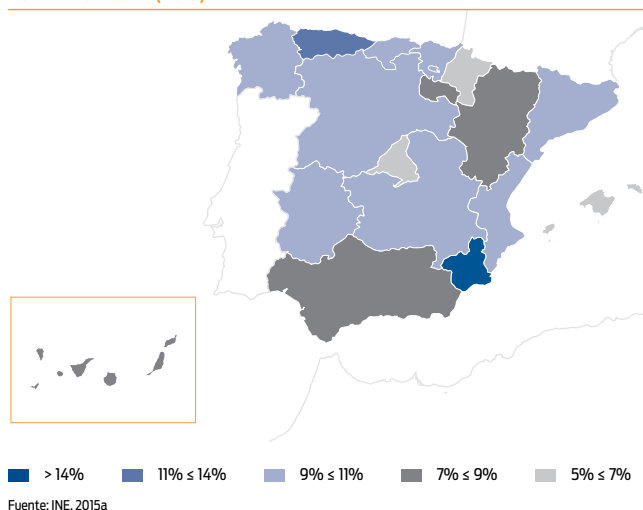 > 14% 11% ≤ 14% 9% ≤ 11% 7% ≤ 9% 5% ≤ 7%
Fuente: INE, 2015a